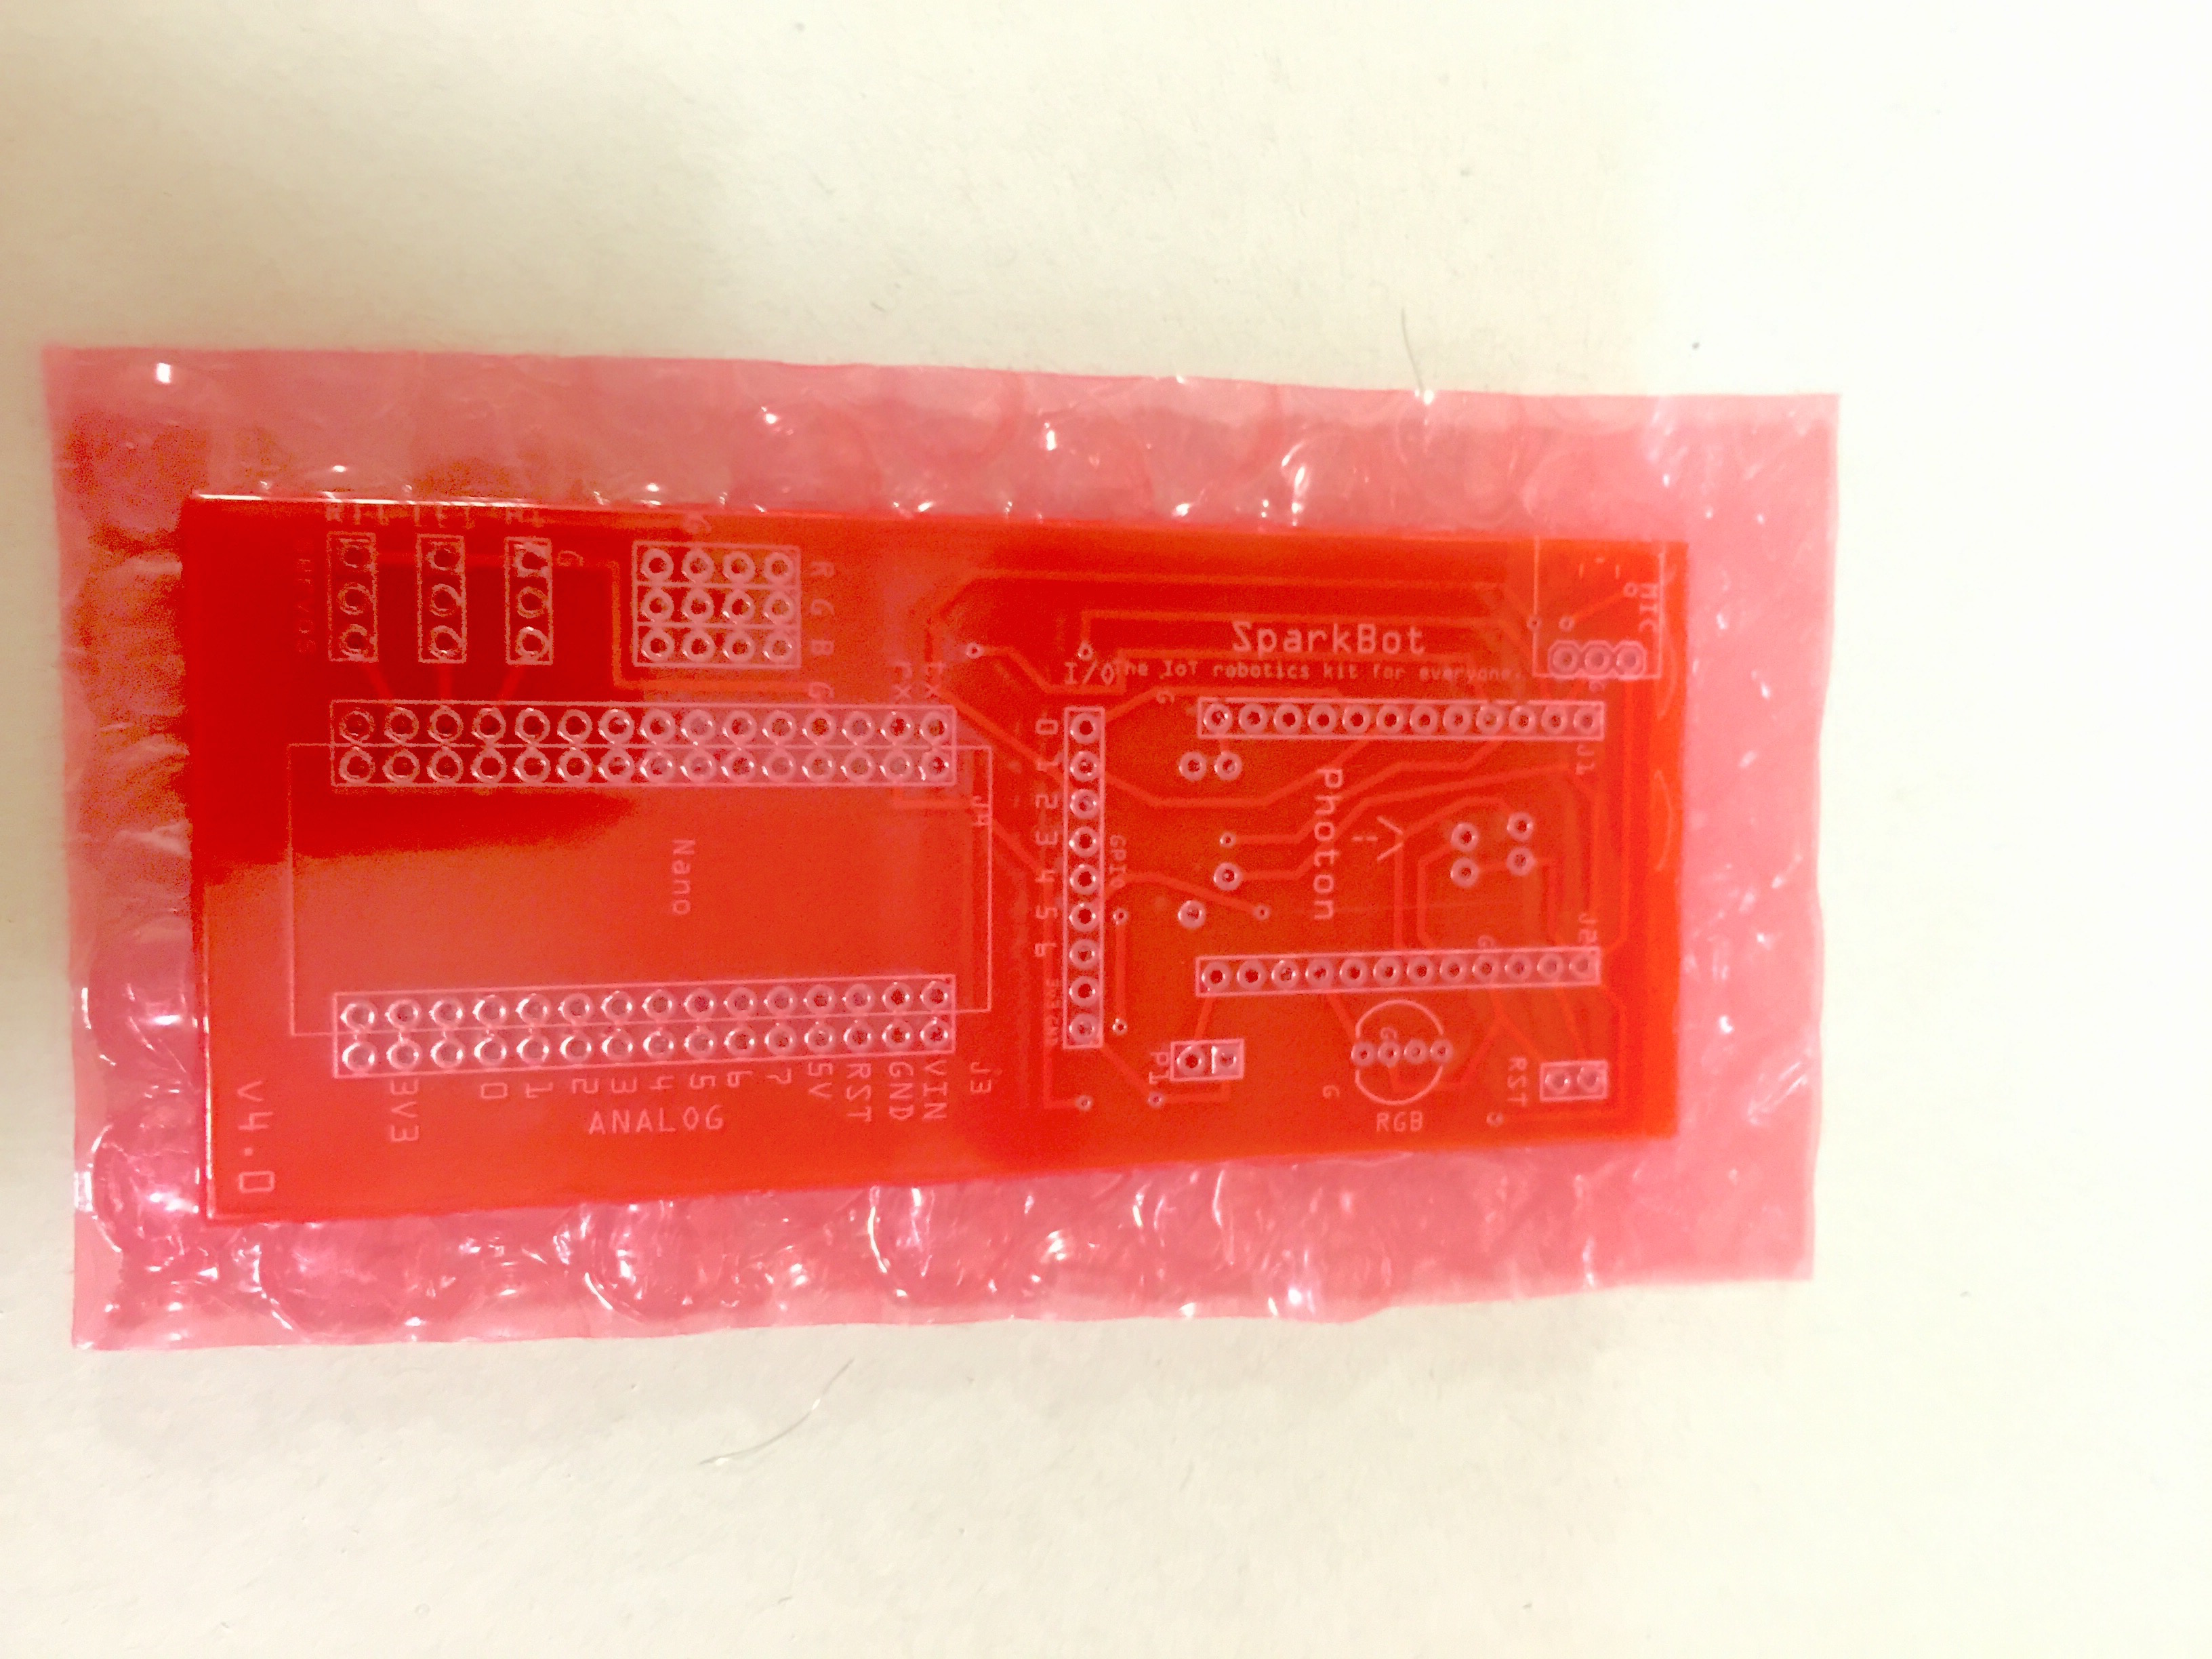 SparkBot
The IoT robotics kit for everyone.
MIC
I/O
R
G
B
G
G
G
TX
RX
J4
J1
0
1
2
3
4
5
6
GPIO
Photon
Nano
J2
G
G
RST
RGB
G
P1
J3
VIN
GND
RST
5V
7
6
5
4
3
2
1
0
3V3
ANALOG
v4.0